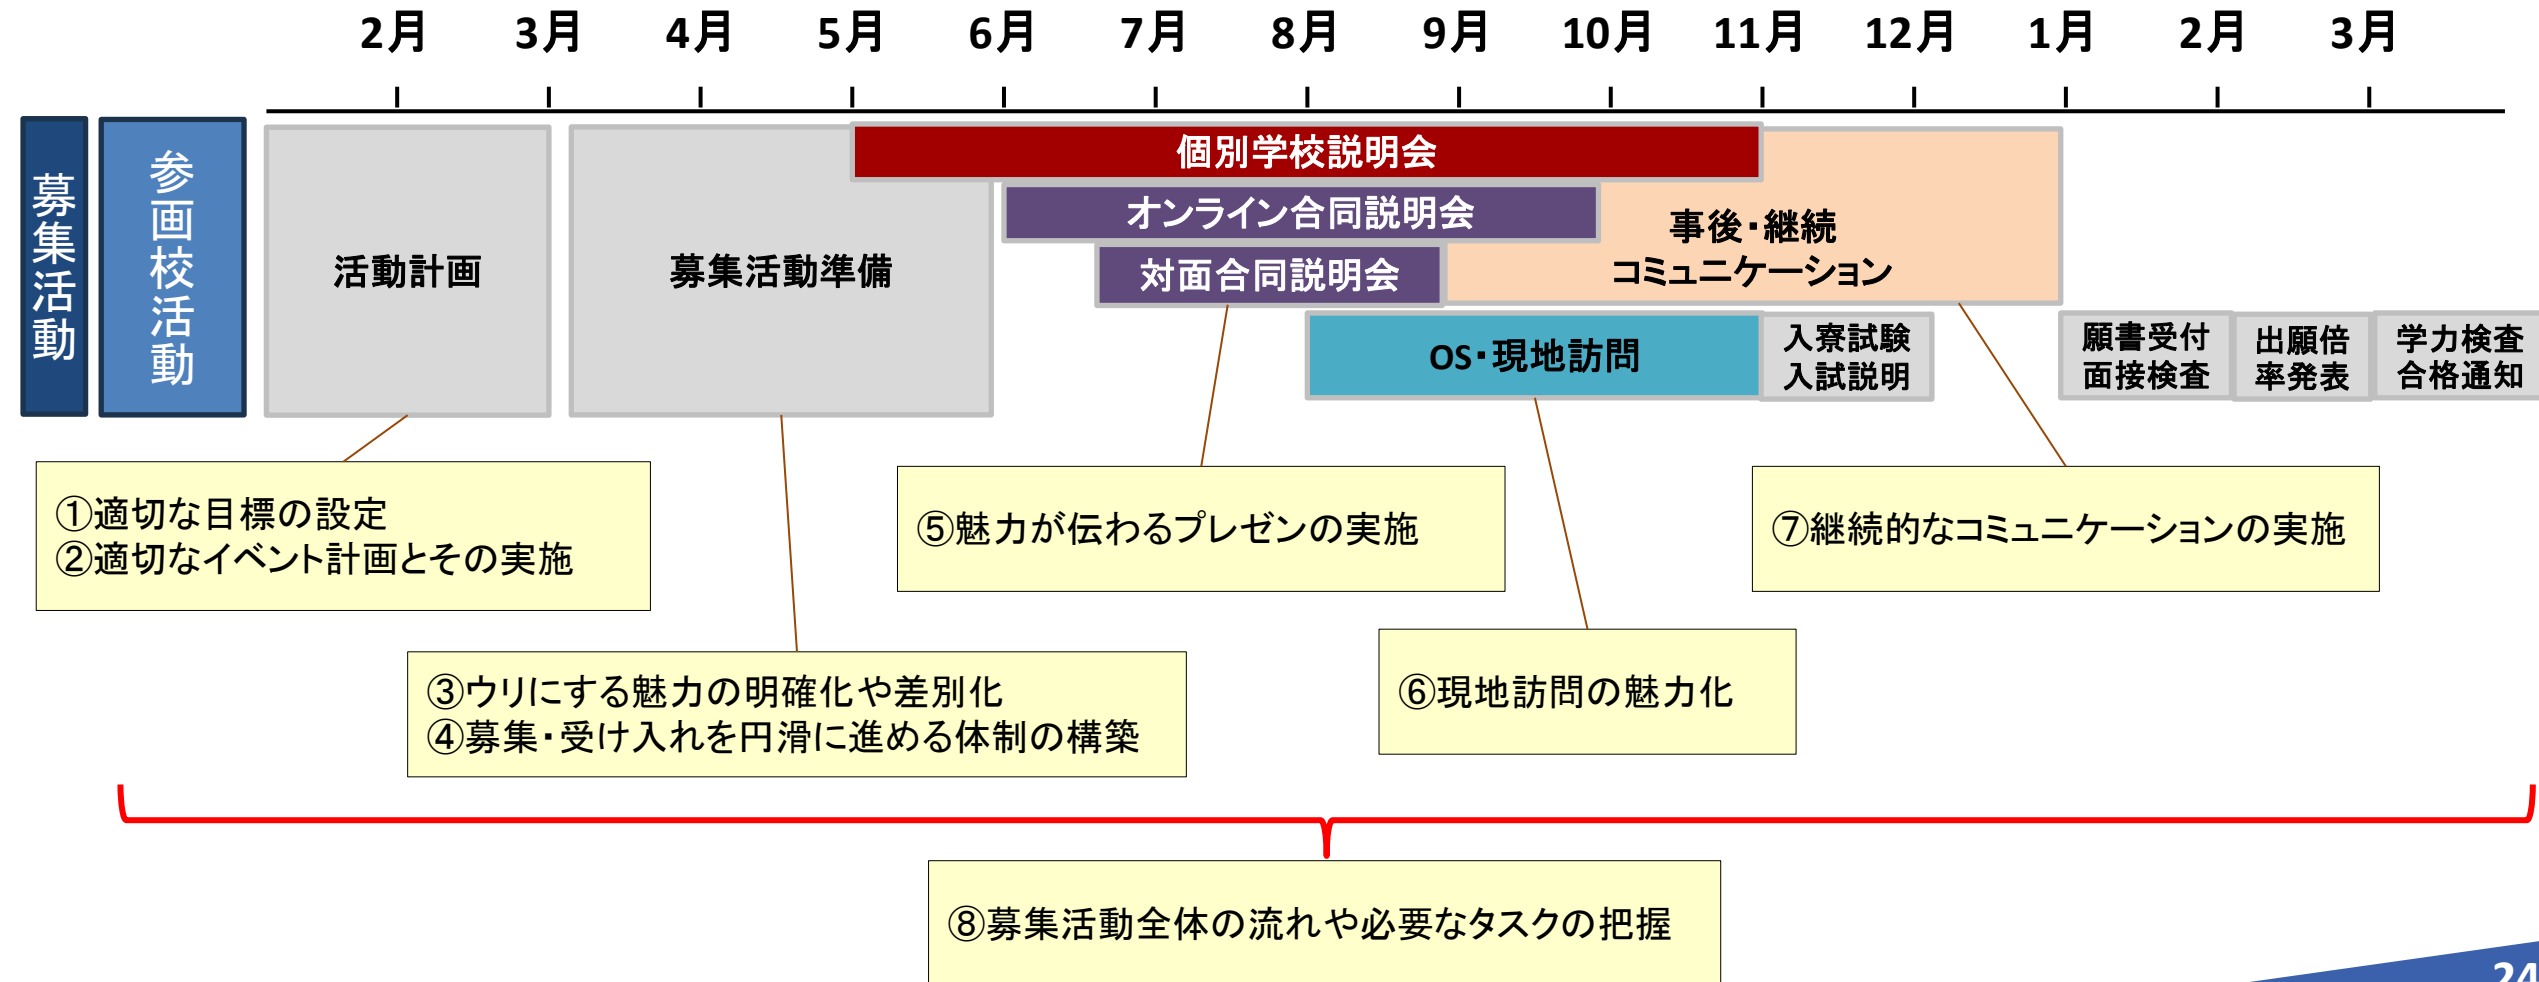 2月 3月 4月 5月 6月 7月 8月 9月 10月 11月 12月 1月 2月 3月
募集活動
参画校活動
活動計画
募集活動準備
個別学校説明会
オンライン合同説明会
対面合同説明会
事後・継続
コミュニケーション
OS・現地訪問
入寮試験
入試説明
願書受付
面接検査
出願倍
率発表
学力検査
合格通知
①適切な目標の設定
②適切なイベント計画とその実施
③ウリにする魅力の明確化や差別化
④募集・受け入れを円滑に進める体制の構築
⑤魅力が伝わるプレゼンの実施
⑥現地訪問の魅力化
⑦継続的なコミュニケーションの実施
⑧募集活動全体の流れや必要なタスクの把握
24